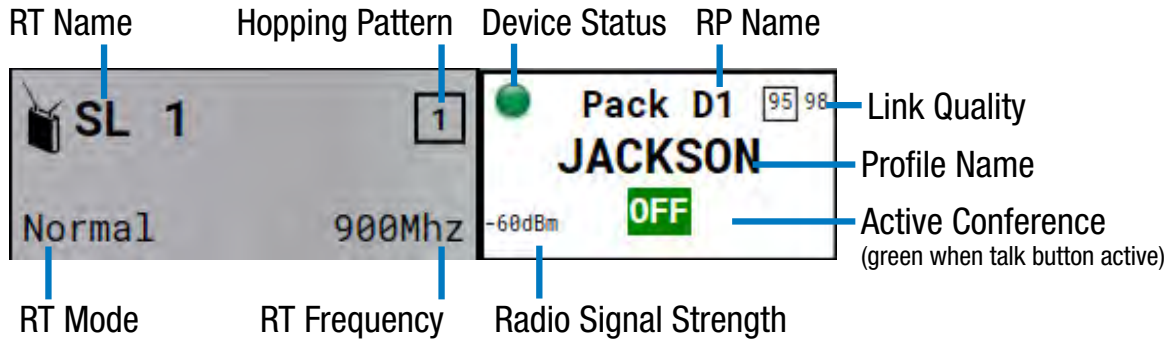 RT Name Hopping Pattern Device Status RP Name
SL 1 1 Pack D1 95 98 Link Quality
JACKSON Profile Name
OFF Active Conference
(green when talk button active)
Normal 900Mhz -60dBm
RT Mode RT Frequency Radio Signal Strength